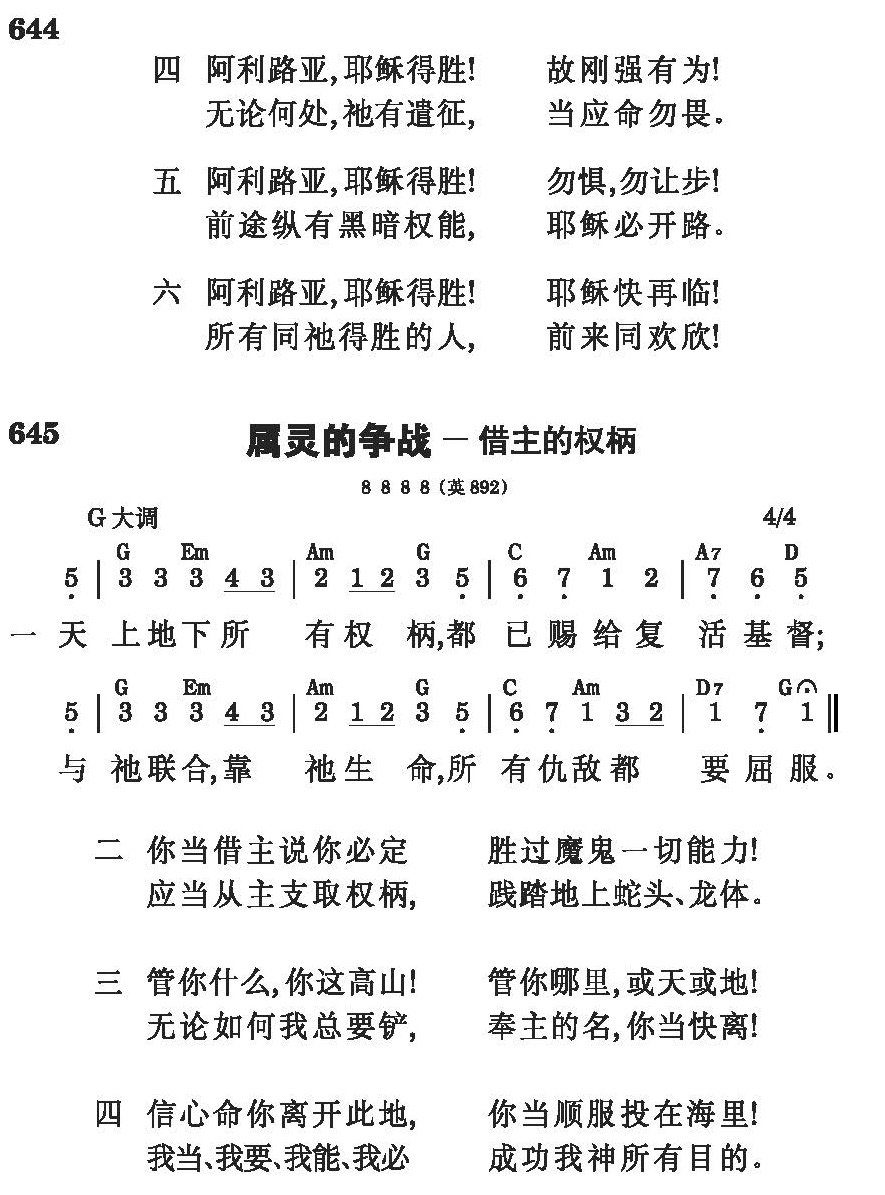 644
四 阿利路亚,耶稣得胜! 故刚强有为!
无论何处,祂有遣征, 当应命勿畏。
五 阿利路亚,耶稣得胜! 勿惧,勿让步!
前途纵有黑暗权能, 耶稣必开路。
六 阿利路亚,耶稣得胜! 耶稣快再临!
所有同祂得胜的人, 前来同欢欣!
645 属灵的争战 — 借主的权柄
8 8 8 8 (英892)
G大调 4/4
G Em Am G C Am A7 D
5 | 3 3 3 4 3 | 2 1 2 3 5 | 6 7 1 2 | 7 6 5
一 天 上地下所 有权 柄,都 已赐给复 活基督;
G Em Am G C Am D7 G
5 | 3 3 3 4 3 | 2 1 2 3 5 | 6 7 1 3 2 | 1 7 1 ‖
与 祂联合,靠 祂生 命,所 有仇敌都 要屈服。
二 你当借主说你必定 胜过魔鬼一切能力!
应当从主支取权柄, 践踏地上蛇头、龙体。
三 管你什么,你这高山! 管你哪里,或天或地!
无论如何我总要铲, 奉主的名,你当快离!
四 信心命你离开此地, 你当顺服投在海里!
我当、我要、我能、我必 成功我神所有目的。